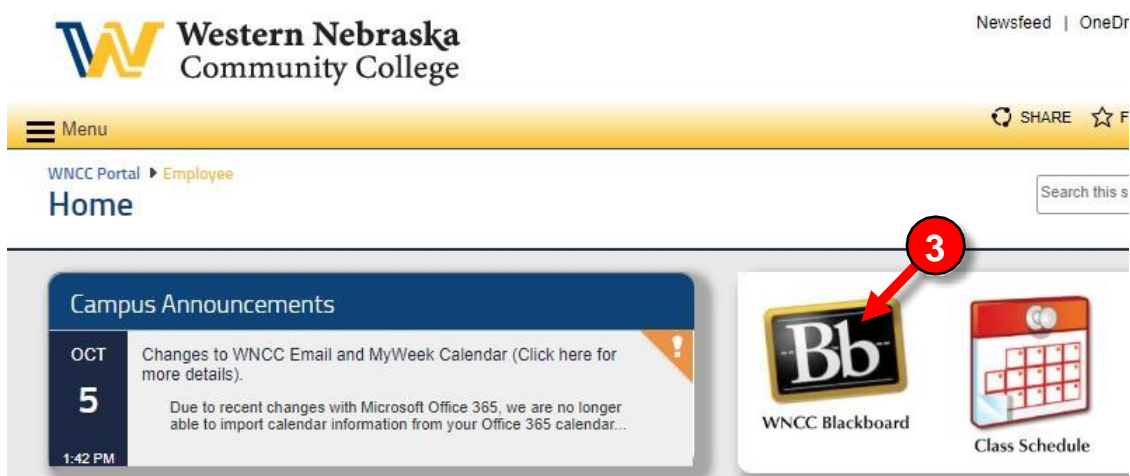 Western Nebraska
Community College
Newsfeed | OneDr
Menu
SHARE F
WNCC Portal Employee
Home
Search this s
3
Campus Announcements
OCT
5
1:42 PM
Changes to WNCC Email and MyWeek Calendar (Click here for
more details).
Due to recent changes with Microsoft Office 365, we are no longer
able to import calendar information from your Office 365 calendar...
!
Bb
WNCC Blackboard
Class Schedule